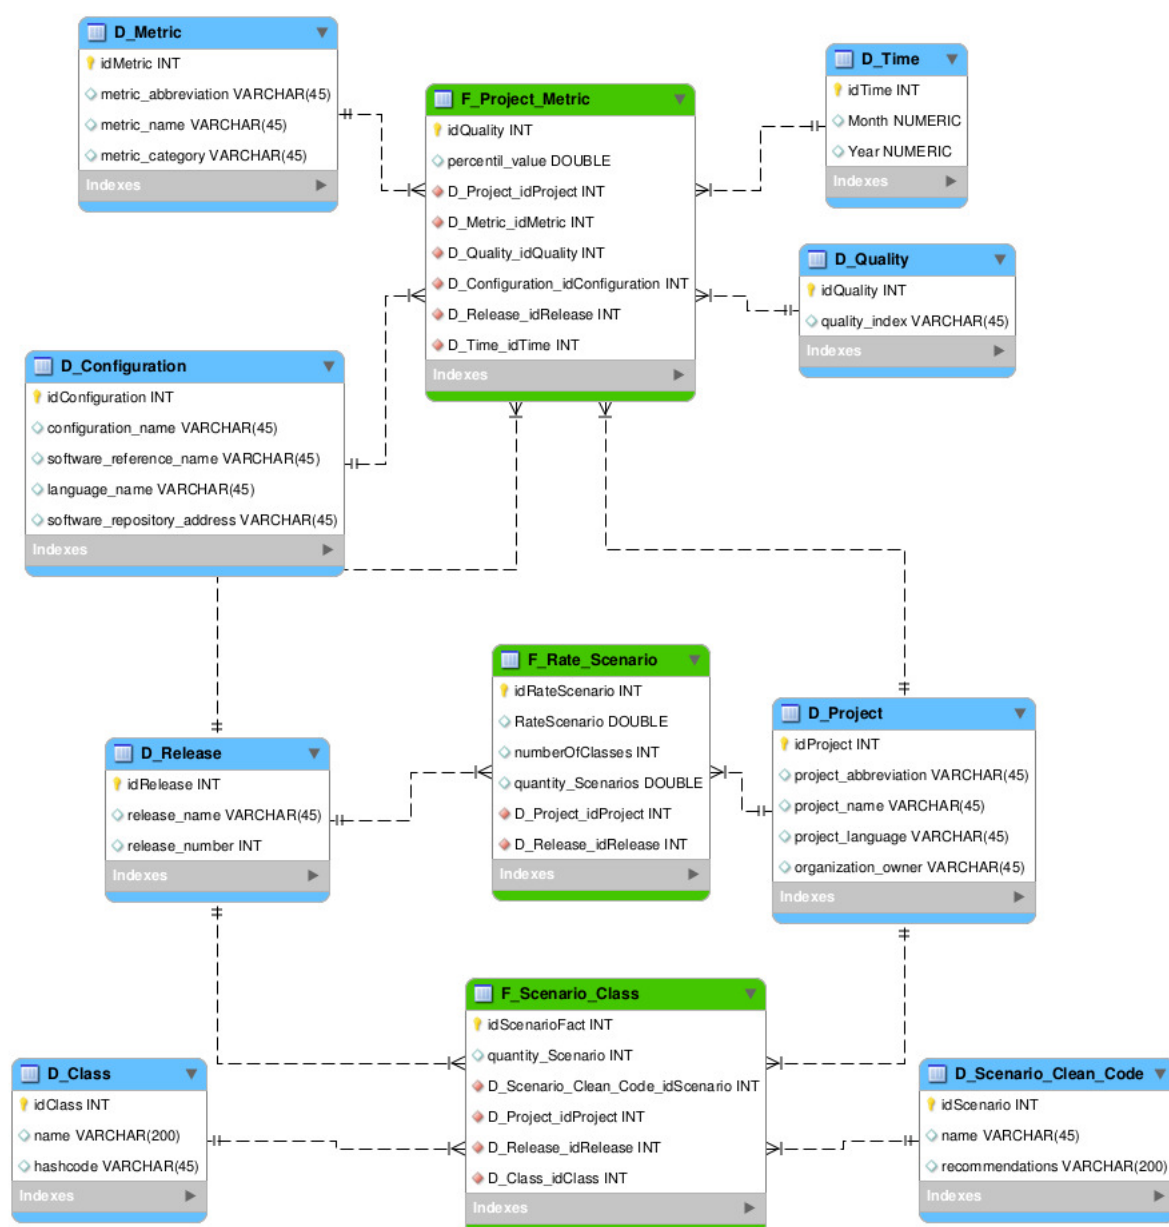 D_Metric
idMetric INT
metric_abbreviation VARCHAR(45)
metric_name VARCHAR(45)
metric_category VARCHAR(45)
Indexes
F_Project_Metric
idQuality INT
percentil_value DOUBLE
D_Project_idProject INT
D_Metric_idMetric INT
D_Quality_idQuality INT
D_Configuration_idConfiguration INT
D_Release_idRelease INT
D_Time_idTime INT
Indexes
D_Time
idTime INT
Month NUMERIC
Year NUMERIC
Indexes
D_Quality
idQuality INT
quality_index VARCHAR(45)
Indexes
D_Configuration
idConfiguration INT
configuration_name VARCHAR(45)
software_reference_name VARCHAR(45)
language_name VARCHAR(45)
software_repository_address VARCHAR(45)
Indexes
F_Rate_Scenario
idRateScenario INT
RateScenario DOUBLE
numberOfClasses INT
quantity_Scenarios DOUBLE
D_Project_idProject INT
D_Release_idRelease INT
Indexes
D_Release
idRelease INT
release_name VARCHAR(45)
release_number INT
Indexes
D_Project
idProject INT
project_abbreviation VARCHAR(45)
project_name VARCHAR(45)
project_language VARCHAR(45)
organization_owner VARCHAR(45)
Indexes
F_Scenario_Class
idScenarioFact INT
quantity_Scenario INT
D_Scenario_Clean_Code_idScenario INT
D_Project_idProject INT
D_Release_idRelease INT
D_Class_idClass INT
Indexes
D_Class
idClass INT
name VARCHAR(200)
hashcode VARCHAR(45)
Indexes
D_Scenario_Clean_Code
idScenario INT
name VARCHAR(45)
recommendations VARCHAR(200)
Indexes